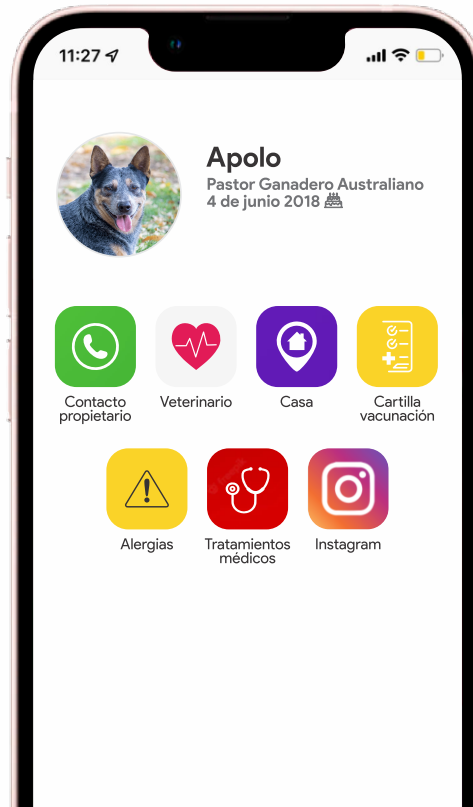 11:27
Apolo
Pastor Ganadero Australiano
4 de junio 2018
Contacto
propietario
Veterinario
Casa
Cartilla
vacunación
Alergias
Tratamientos
médicos
Instagram